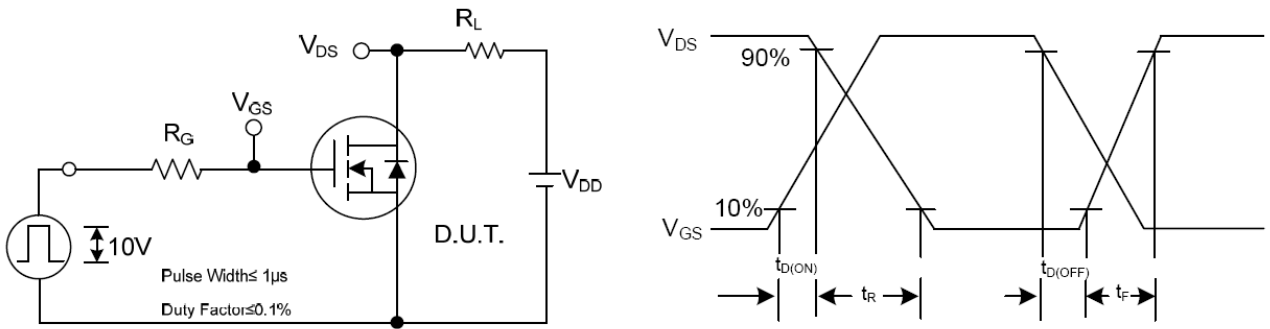 R_L
V_DS
V_GS
R_G
V_DD
D.U.T.
10V
Pulse Width≤ 1μs
Duty Factor≤0.1%
V_DS
90%
10%
V_GS
t_D(ON)
t_R
t_D(OFF)
t_F